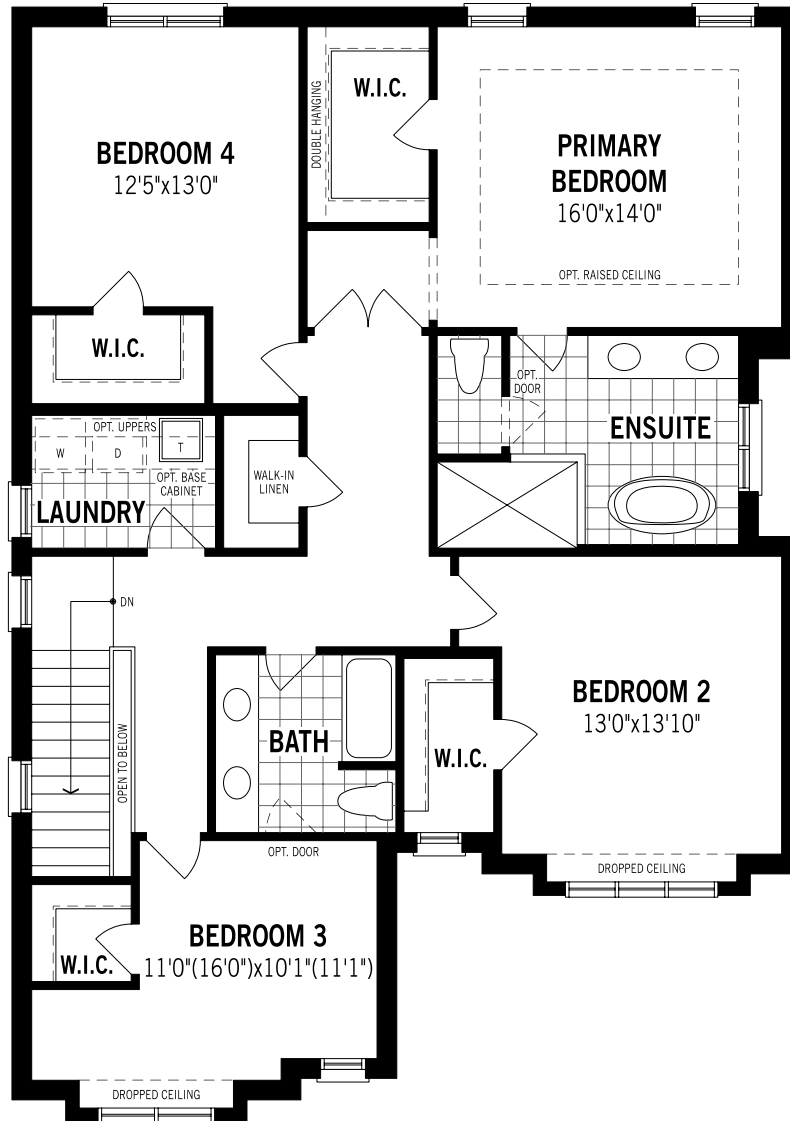 BEDROOM 4
12'5"x13'0"
W.I.C.
DOUBLE HANGING
W.I.C.
PRIMARY
BEDROOM
16'0"x14'0"
OPT. RAISED CEILING
OPT. UPPERS
W
D
T
OPT. BASE
CABINET
LAUNDRY
WALK-IN
LINEN
OPT.
DOOR
ENSUITE
DN
OPEN TO BELOW
BATH
OPT. DOOR
W.I.C.
BEDROOM 2
13'0"x13'10"
DROPPED CEILING
W.I.C.
BEDROOM 3
11'0"(16'0")x10'1"(11'1")
DROPPED CEILING